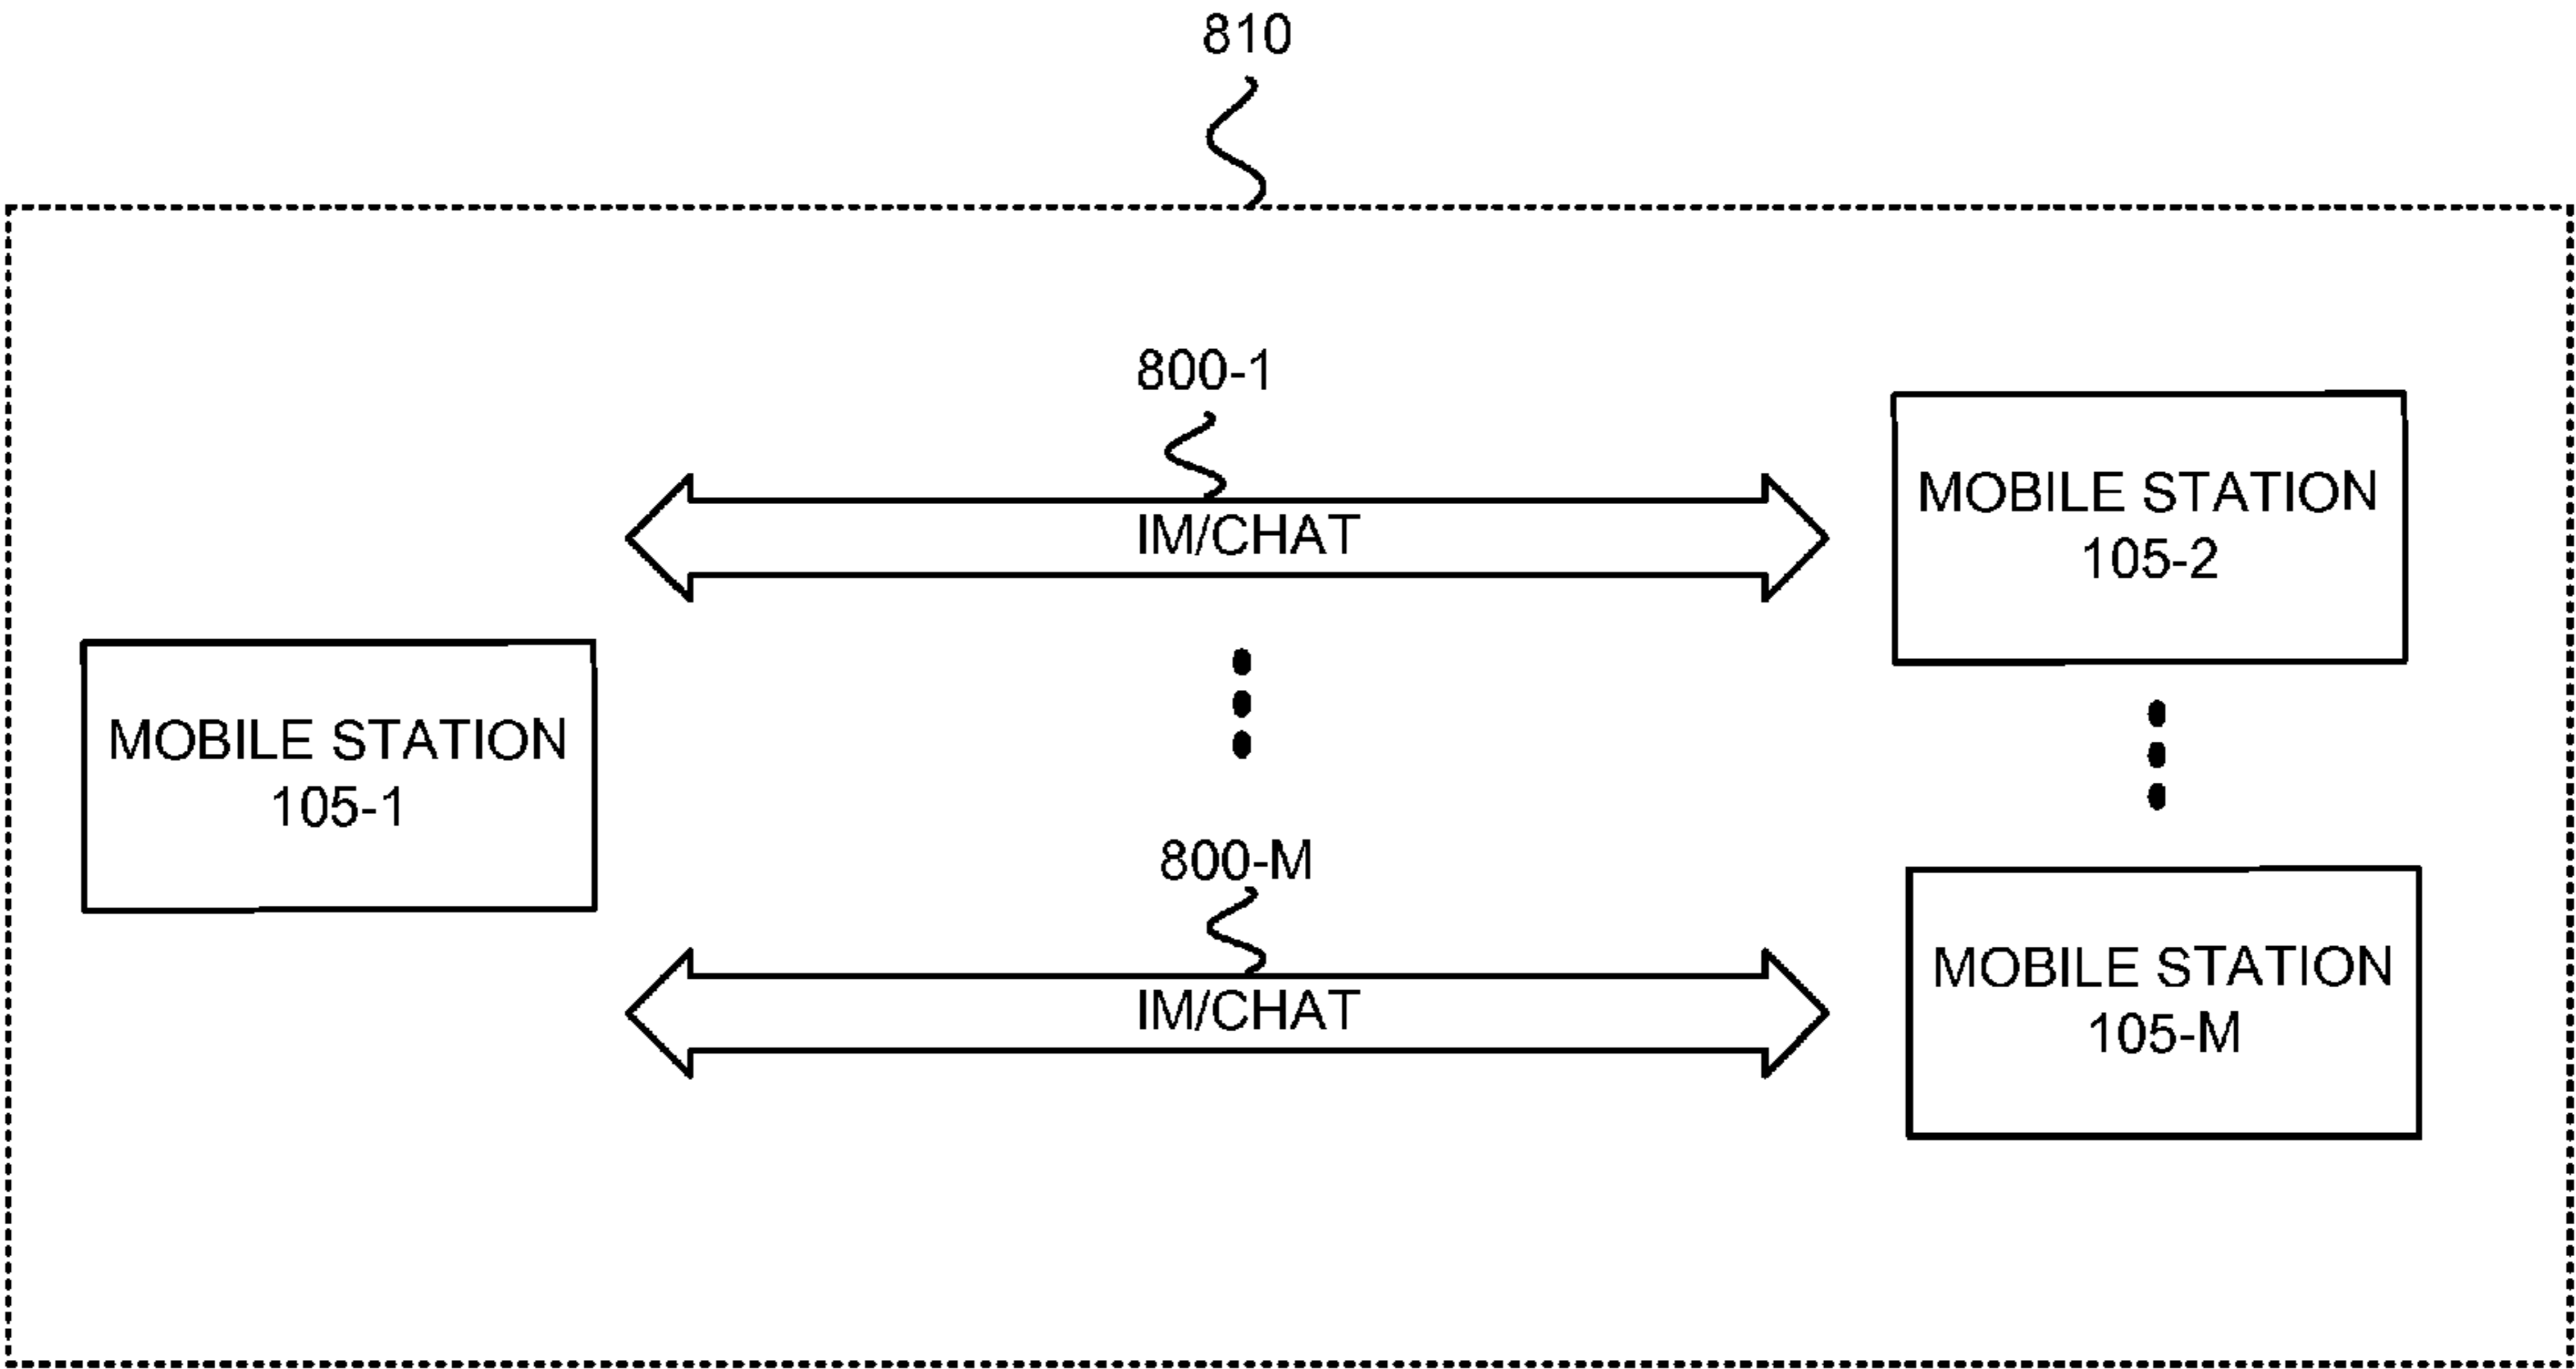 810
800-1
IM/CHAT
MOBILE STATION
105-2
MOBILE STATION
105-1
800-M
IM/CHAT
MOBILE STATION
105-M